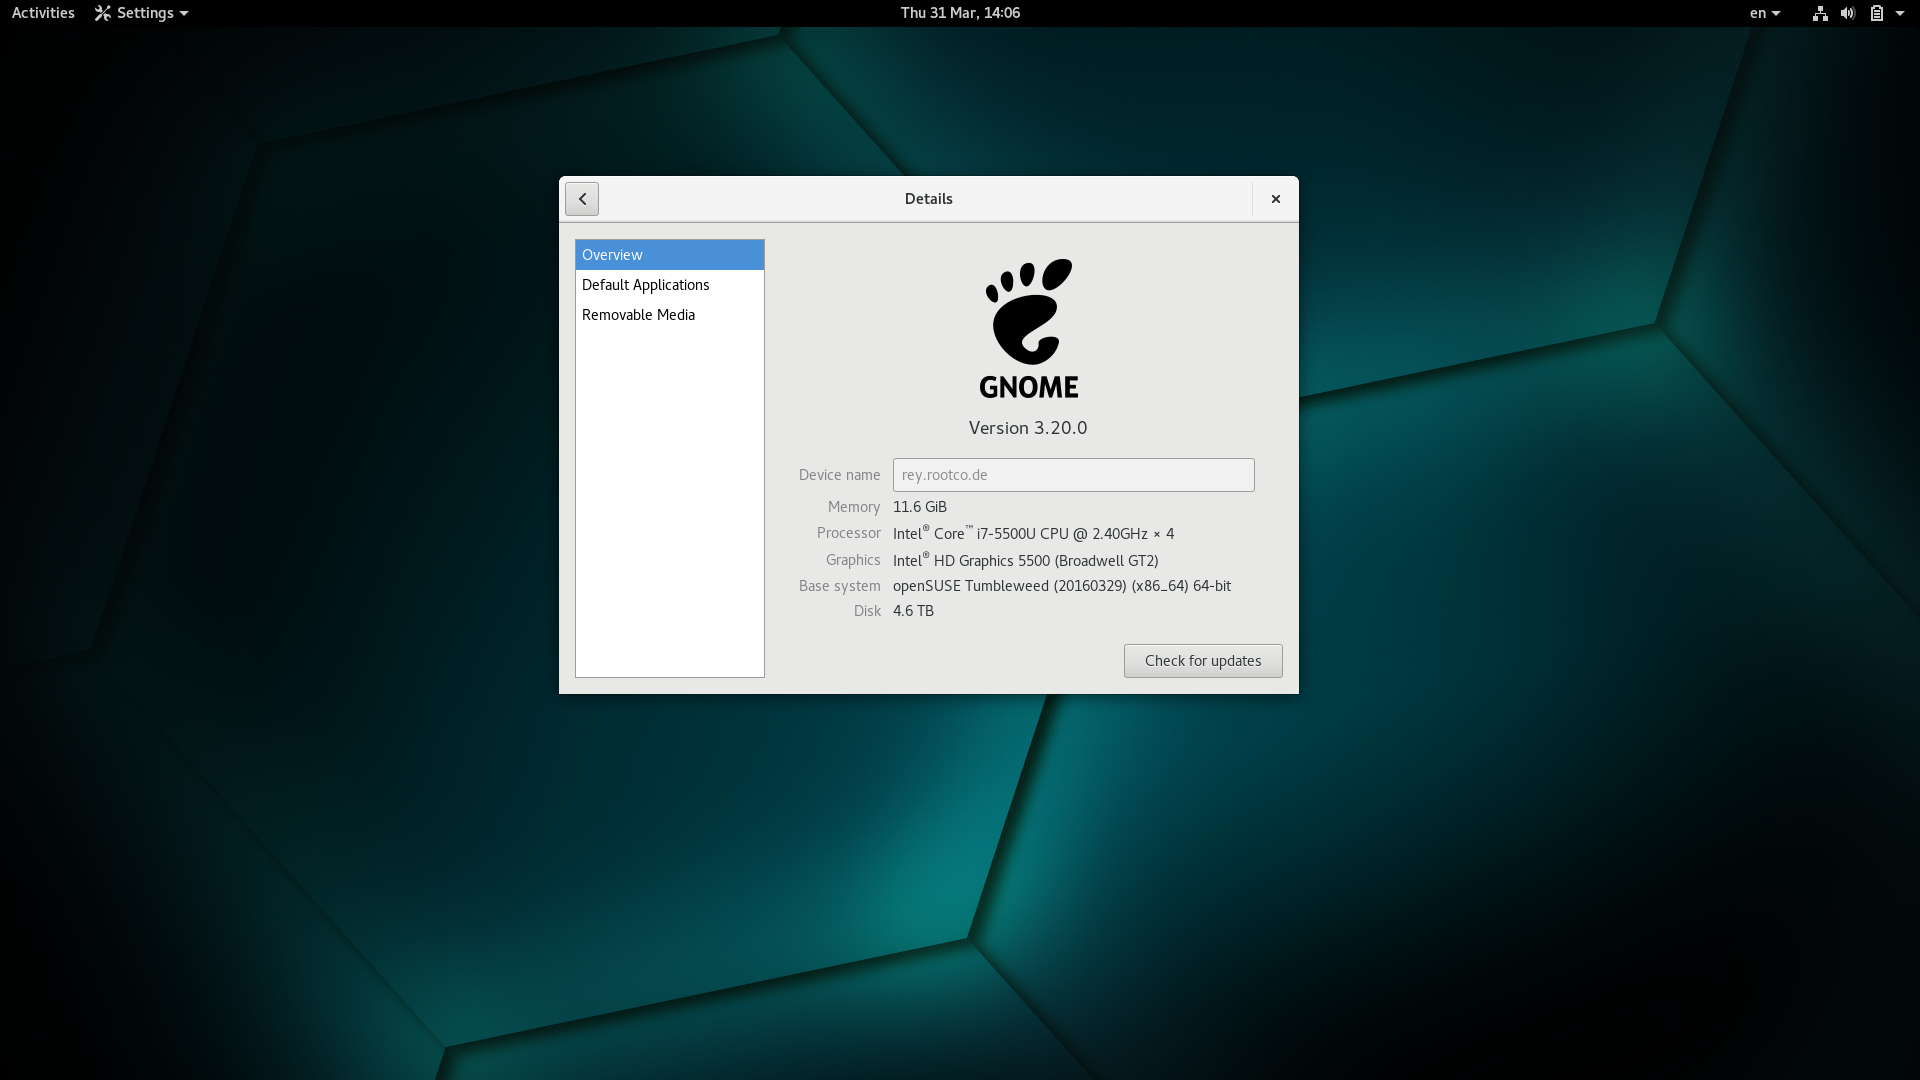 Activities Settings Thu 31 Mar, 14:06 en
Details
Overview
Default Applications
Removable Media
GNOME
Version 3.20.0
Device name rey.rootco.de
Memory 11.6 GiB
Processor Intel® Core™ i7-5500U CPU @ 2.40GHz × 4
Graphics Intel® HD Graphics 5500 (Broadwell GT2)
Base system openSUSE Tumbleweed (20160329) (x86_64) 64-bit
Disk 4.6 TB
Check for updates